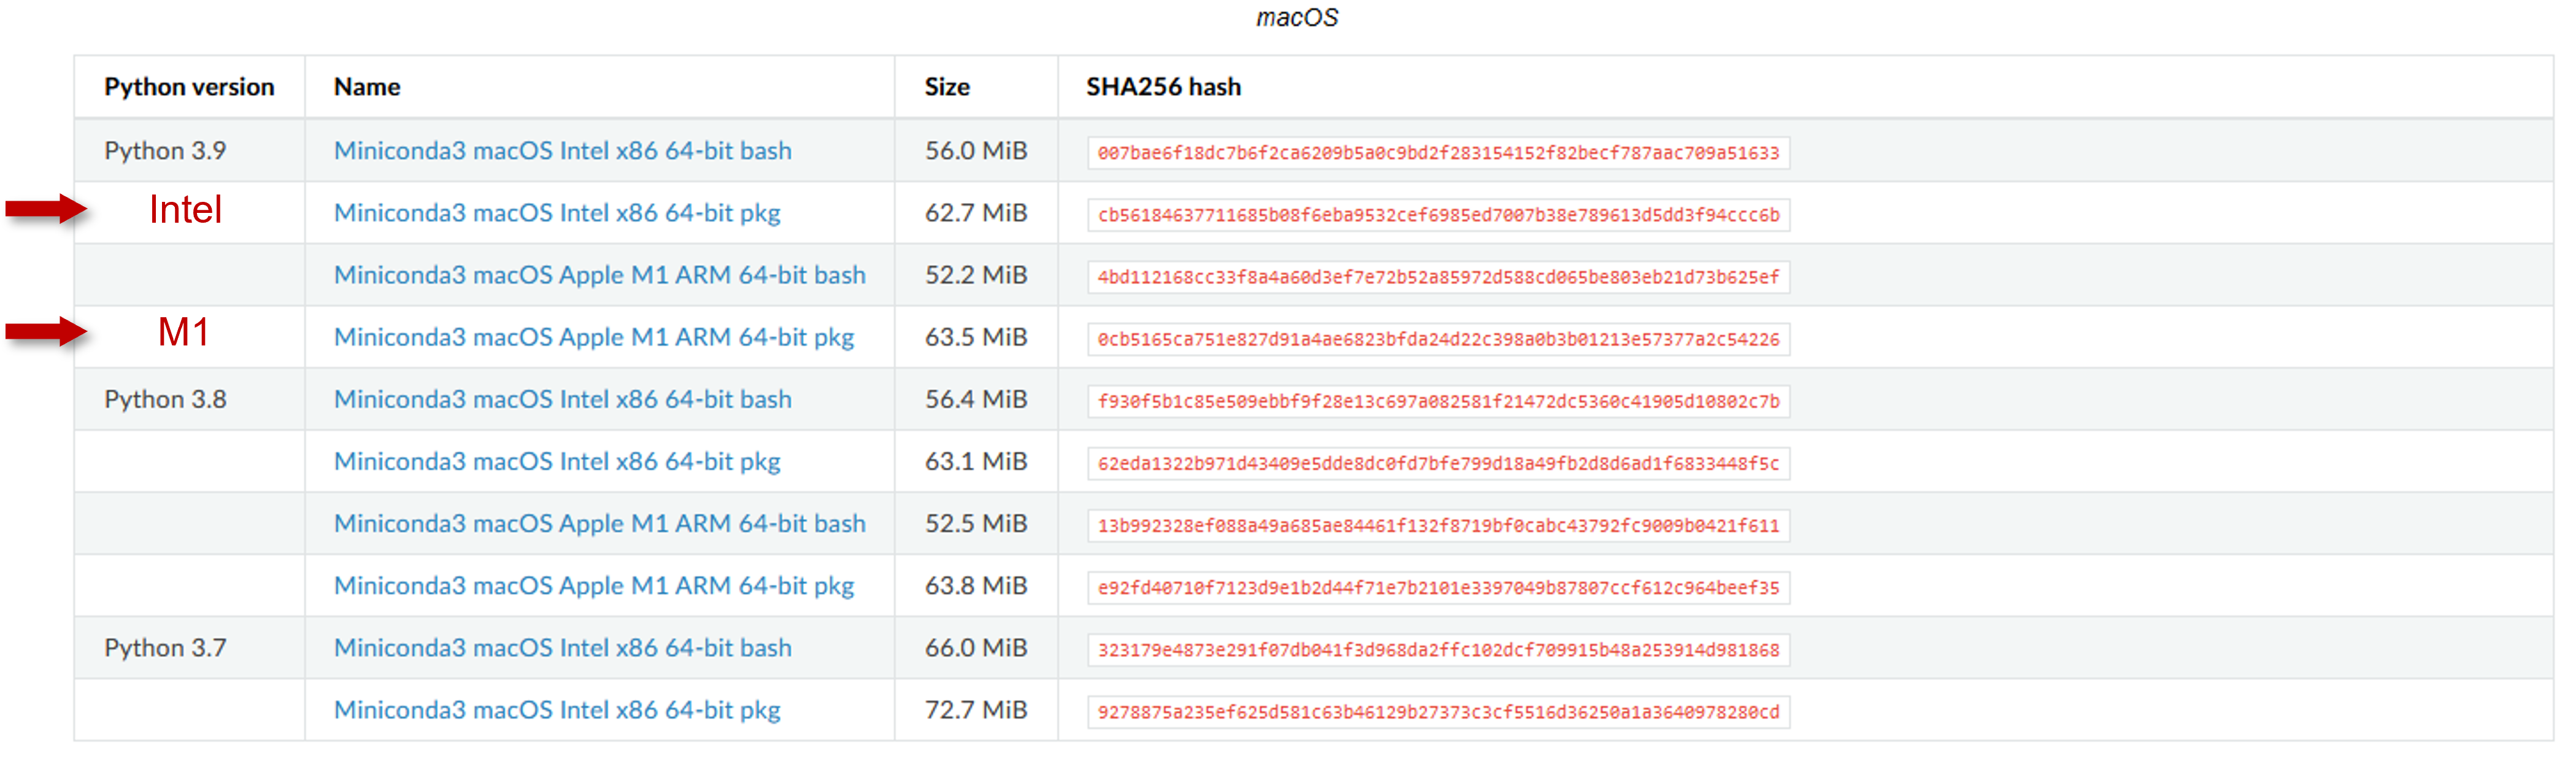 macOS
Python version Name Size SHA256 hash
Python 3.9 Miniconda3 macOS Intel x86 64-bit bash 56.0 MiB 007bae6f18dc7b6f2ca6209b5a0c9bd2f283154152f82becf787aac709a51633
Intel Miniconda3 macOS Intel x86 64-bit pkg 62.7 MiB cb56184637711685b08f6eba9532cef6985ed7007b38e789613d5dd3f94ccc6b
Miniconda3 macOS Apple M1 ARM 64-bit bash 52.2 MiB 4bd112168cc33f8a4a60d3ef7e72b52a85972d588cd065be803eb21d73b625ef
M1 Miniconda3 macOS Apple M1 ARM 64-bit pkg 63.5 MiB 0cb5165ca751e827d91a4ae6823bfda24d22c398a0b3b01213e57377a2c54226
Python 3.8 Miniconda3 macOS Intel x86 64-bit bash 56.4 MiB f930f5b1c85e509ebbf9f28e13c697a082581f21472dc5360c41905d10802c7b
Miniconda3 macOS Intel x86 64-bit pkg 63.1 MiB 62eda1322b971d43409e5dde8dc0fd7bfe799d18a49fb2d8d6ad1f6833448f5c
Miniconda3 macOS Apple M1 ARM 64-bit bash 52.5 MiB 13b992328ef088a49a685ae84461f132f8719bf0cabc43792fc9009b0421f611
Miniconda3 macOS Apple M1 ARM 64-bit pkg 63.8 MiB e92fd40710f7123d9e1b2d44f71e7b2101e3397049b87807ccf612c964beef35
Python 3.7 Miniconda3 macOS Intel x86 64-bit bash 66.0 MiB 323179e4873e291f07db041f3d968da2ffc102dcf709915b48a253914d981868
Miniconda3 macOS Intel x86 64-bit pkg 72.7 MiB 9278875a235ef625d581c63b46129b27373c3cf5516d36250a1a3640978280cd